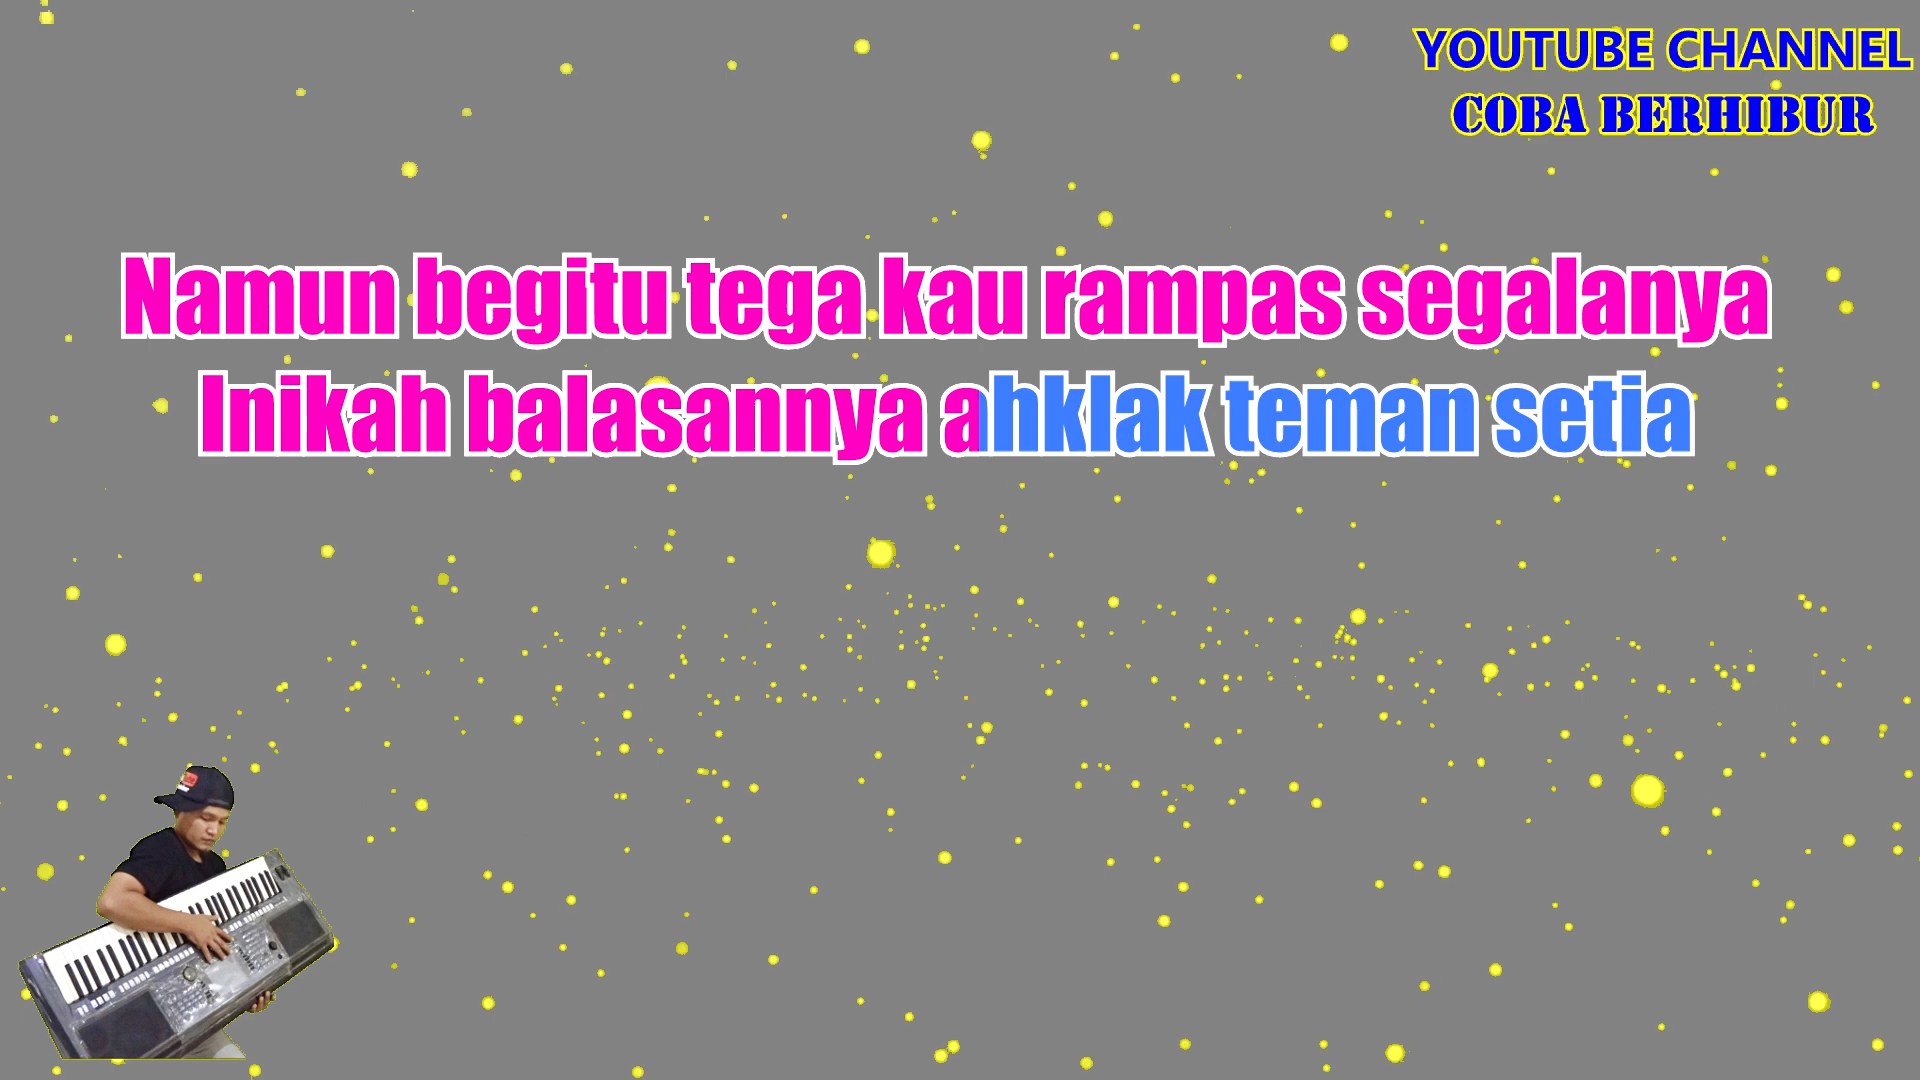 YOUTUBE CHANNEL
COBA BERHIBUR
Namun begitu tega kau rampas segalanya
Inikah balasannya ahklak teman setia